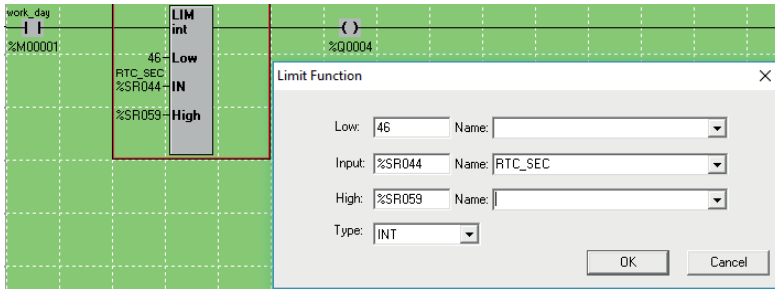 work_day
%M00001
LIM
int
46 Low
RTC_SEC
%SR044 IN
%SR059 High
( )
%Q0004
Limit Function
Low: 46 Name:
Input: %SR044 Name: RTC_SEC
High: %SR059 Name:
Type: INT
OK Cancel